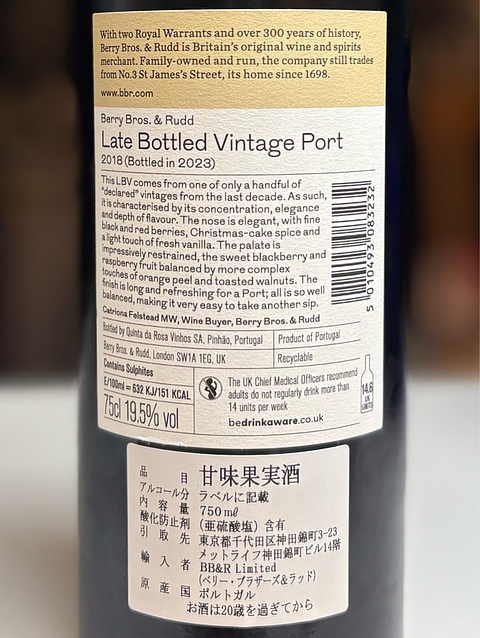 With two Royal Warrants and over 300 years of history,
Berry Bros. & Rudd is Britain's original wine and spirits
merchant. Family-owned and run, the company still trades
from No.3 St James's Street, its home since 1698.
www.bbr.com
Berry Bros. & Rudd
Late Bottled Vintage Port
2018 (Bottled in 2023)
This LBV comes from one of only a handful of
"declared" vintages from the last decade. As such,
it is characterised by its concentration, elegance
and depth of flavour. The nose is elegant, with fine
black and red berries, Christmas-cake spice and
a light touch of fresh vanilla. The palate is
impressively restrained, the sweet blackberry and
raspberry fruit balanced by more complex
touches of orange peel and toasted walnuts. The
finish is long and refreshing for a Port; all is so well
balanced, making it very easy to take another sip.
Catriona Felstead MW, Wine Buyer, Berry Bros. & Rudd
5 010493 083232
Bottled by Quinta da Rosa Vinhos SA, Pinhão, Portugal
Product of Portugal
Berry Bros. & Rudd, London SW1A 1EG, UK
Recyclable
Contains Sulphites
E/100ml = 632 KJ/151 KCAL
75cl 19.5% vol
The UK Chief Medical Officers recommend
adults do not regularly drink more than
14 units per week
bedrinkaware.co.uk
14.6
UK
UNITS
品目 甘味果実酒
アルコール分 ラベルに記載
内容量 750㎖
酸化防止剤 (亜硫酸塩) 含有
引取先 東京都千代田区神田錦町3-23
メットライフ神田錦町ビル14階
輸入者 BB&R Limited
(ベリー・ブラザーズ&ラッド)
原産国 ポルトガル
お酒は20歳を過ぎてから